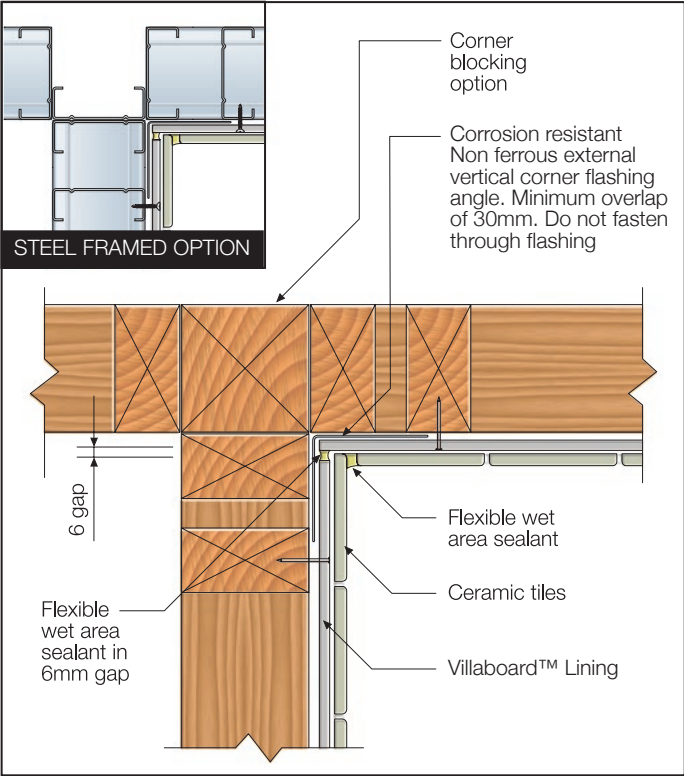 STEEL FRAMED OPTION
Corner
blocking
option
Corrosion resistant
Non ferrous external
vertical corner flashing
angle. Minimum overlap
of 30mm. Do not fasten
through flashing
6 gap
Flexible wet
area sealant
Ceramic tiles
Flexible
wet area
sealant in
6mm gap
Villaboard™ Lining